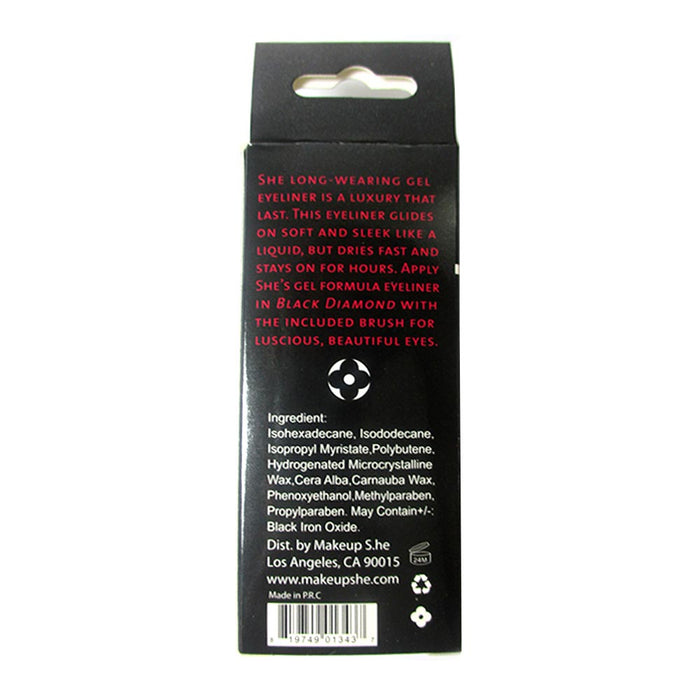 SHE LONG-WEARING GEL
EYELINER IS A LUXURY THAT
LAST. THIS EYELINER GLIDES
ON SOFT AND SLEEK LIKE A
LIQUID, BUT DRIES FAST AND
STAYS ON FOR HOURS. APPLY
SHE'S GEL FORMULA EYELINER
IN BLACK DIAMOND WITH
THE INCLUDED BRUSH FOR
LUSCIOUS, BEAUTIFUL EYES.
Ingredient:
Isohexadecane, Isododecane,
Isopropyl Myristate,Polybutene,
Hydrogenated Microcrystalline
Wax,Cera Alba,Carnauba Wax,
Phenoxyethanol,Methylparaben,
Propylparaben. May Contain+/-:
Black Iron Oxide.
Dist. by Makeup S.he
Los Angeles, CA 90015
www.makeupshe.com
24M
Made in P.R.C
8 19749 01343 7